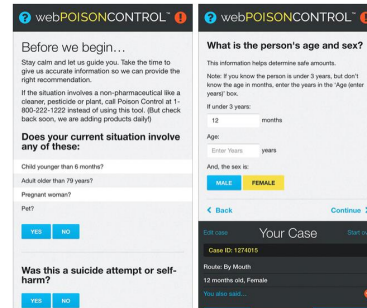 ? webPOISONCONTROL™ !
Before we begin…
Stay calm and let us guide you. Take the time to
give us accurate information so we can provide the
right recommendation.
If the situation involves a non-pharmaceutical like a
cleaner, pesticide or plant, call Poison Control at 1-
800-222-1222 instead of using this tool. (But check
back soon, we are adding products daily!)
Does your current situation involve
any of these:
Child younger than 6 months?
Adult older than 79 years?
Pregnant woman?
Pet?
YES NO
Was this a suicide attempt or self-
harm?
YES NO
? webPOISONCONTROL™ !
What is the person's age and sex?
This information helps determine safe amounts.
Note: If you know the person is under 3 years, but don't
know the age in months, enter the years in the 'Age (enter
years)' box.
If under 3 years:
12 months
Age:
Enter Years years
And, the sex is:
MALE FEMALE
Back Continue
Edit case Your Case Start
Case ID: 1274015
Route: By Mouth
12 months old, Female
You also said...